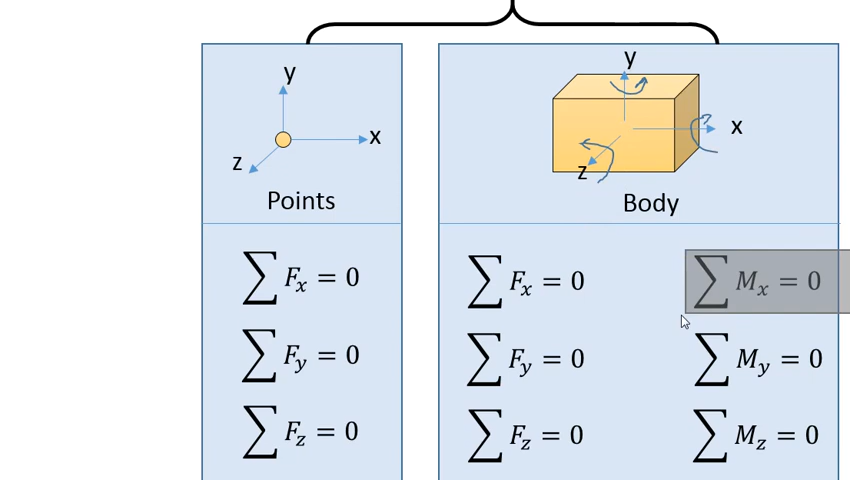 y
x
z
Points
∑ Fx = 0
∑ Fy = 0
∑ Fz = 0
y
x
z
Body
∑ Fx = 0
∑ Mx = 0
∑ Fy = 0
∑ My = 0
∑ Fz = 0
∑ Mz = 0